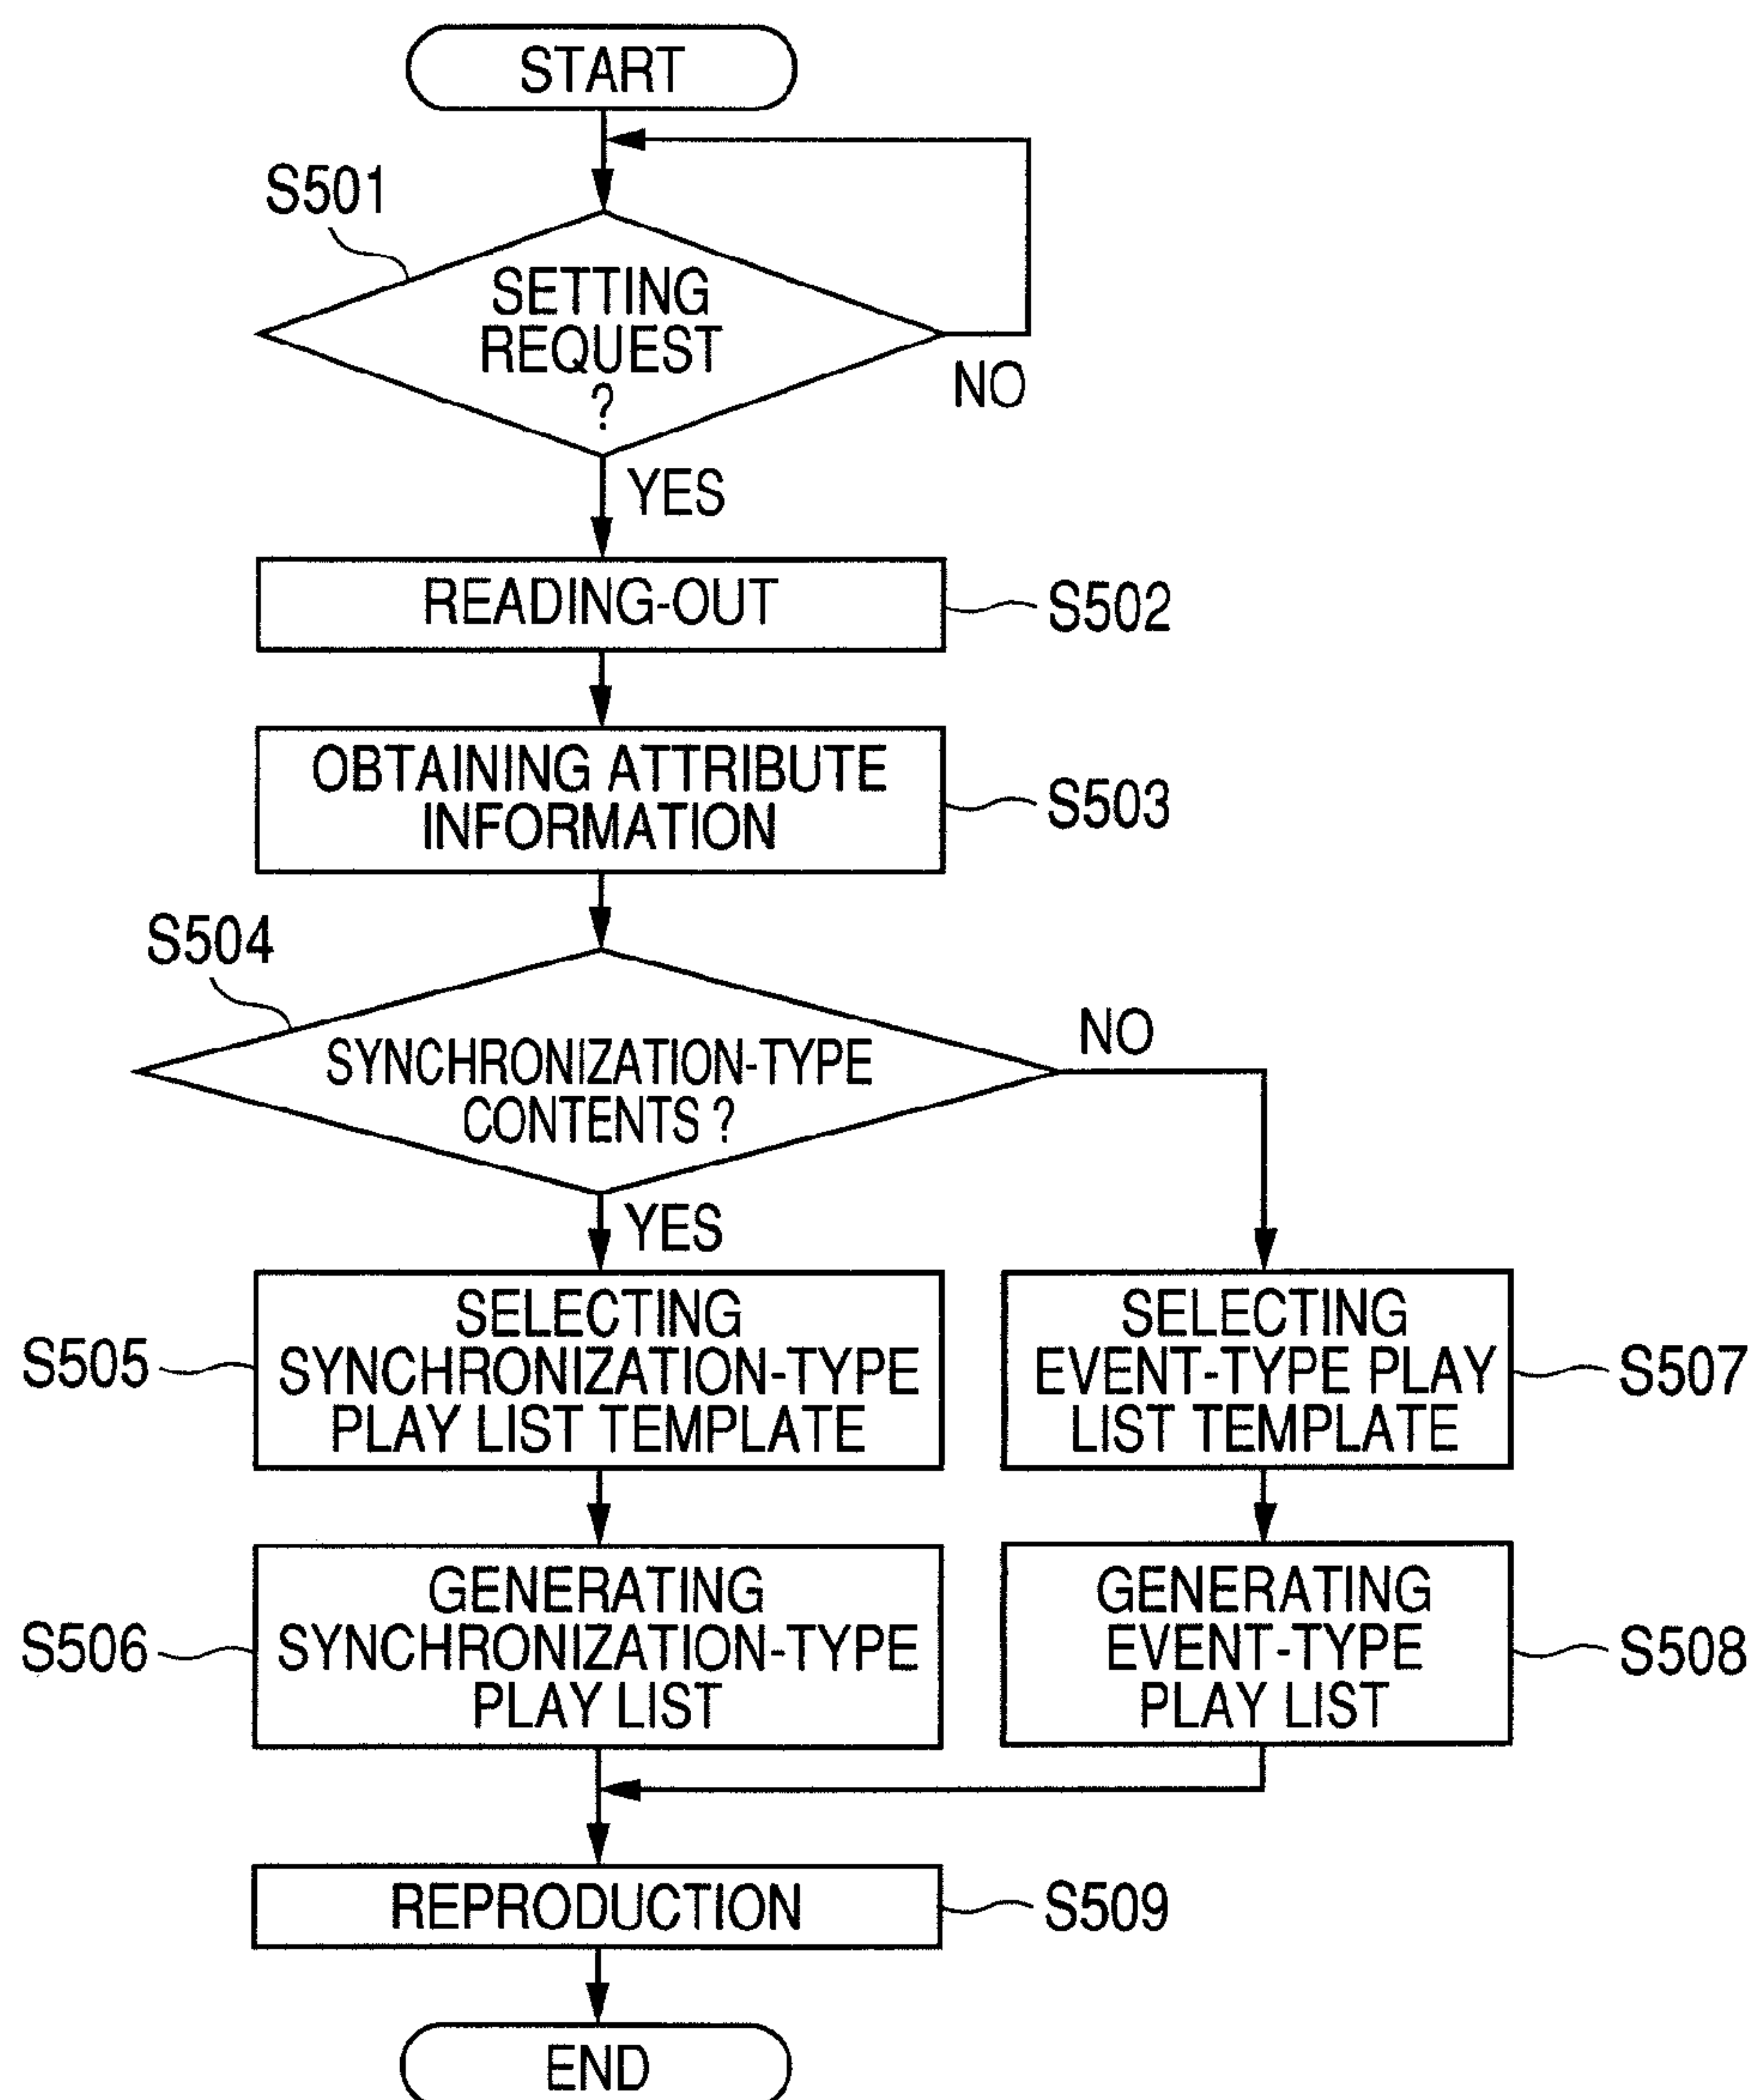 START
S501
SETTING
REQUEST
?
NO
YES
READING-OUT
S502
OBTAINING ATTRIBUTE
INFORMATION
S503
S504
SYNCHRONIZATION-TYPE
CONTENTS ?
NO
YES
SELECTING
SYNCHRONIZATION-TYPE
PLAY LIST TEMPLATE
S505
SELECTING
EVENT-TYPE PLAY
LIST TEMPLATE
S507
GENERATING
SYNCHRONIZATION-TYPE
PLAY LIST
S506
GENERATING
EVENT-TYPE
PLAY LIST
S508
REPRODUCTION
S509
END